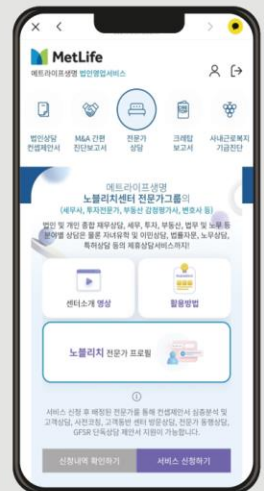 MetLife
메트라이프생명 법인영업서비스
법인상담 컨셉제안서
M&A 간편 진단보고서
전문가 상담
크레탑 보고서
사내근로복지 기금진단
메트라이프생명
노블리치센터 전문가그룹의
(세무사, 투자전문가, 부동산 감정평가사, 변호사 등)
법인 및 개인 종합 재무상담, 세무, 투자, 부동산, 법무 및 노무 등
분야별 상담은 물론 자녀유학 및 이민상담, 법률자문, 노무상담,
특허상담 등의 제휴상담서비스까지!
센터소개 영상
활용방법
노블리치 전문가 프로필
서비스 신청 후 배정된 전문가를 통해 컨셉제안서 심층분석 및
고객상담, 사전코칭, 고객동반 센터 방문상담, 전문가 동행상담,
GFSR 단독상담 제안서 지원이 가능합니다.
신청내역 확인하기
서비스 신청하기